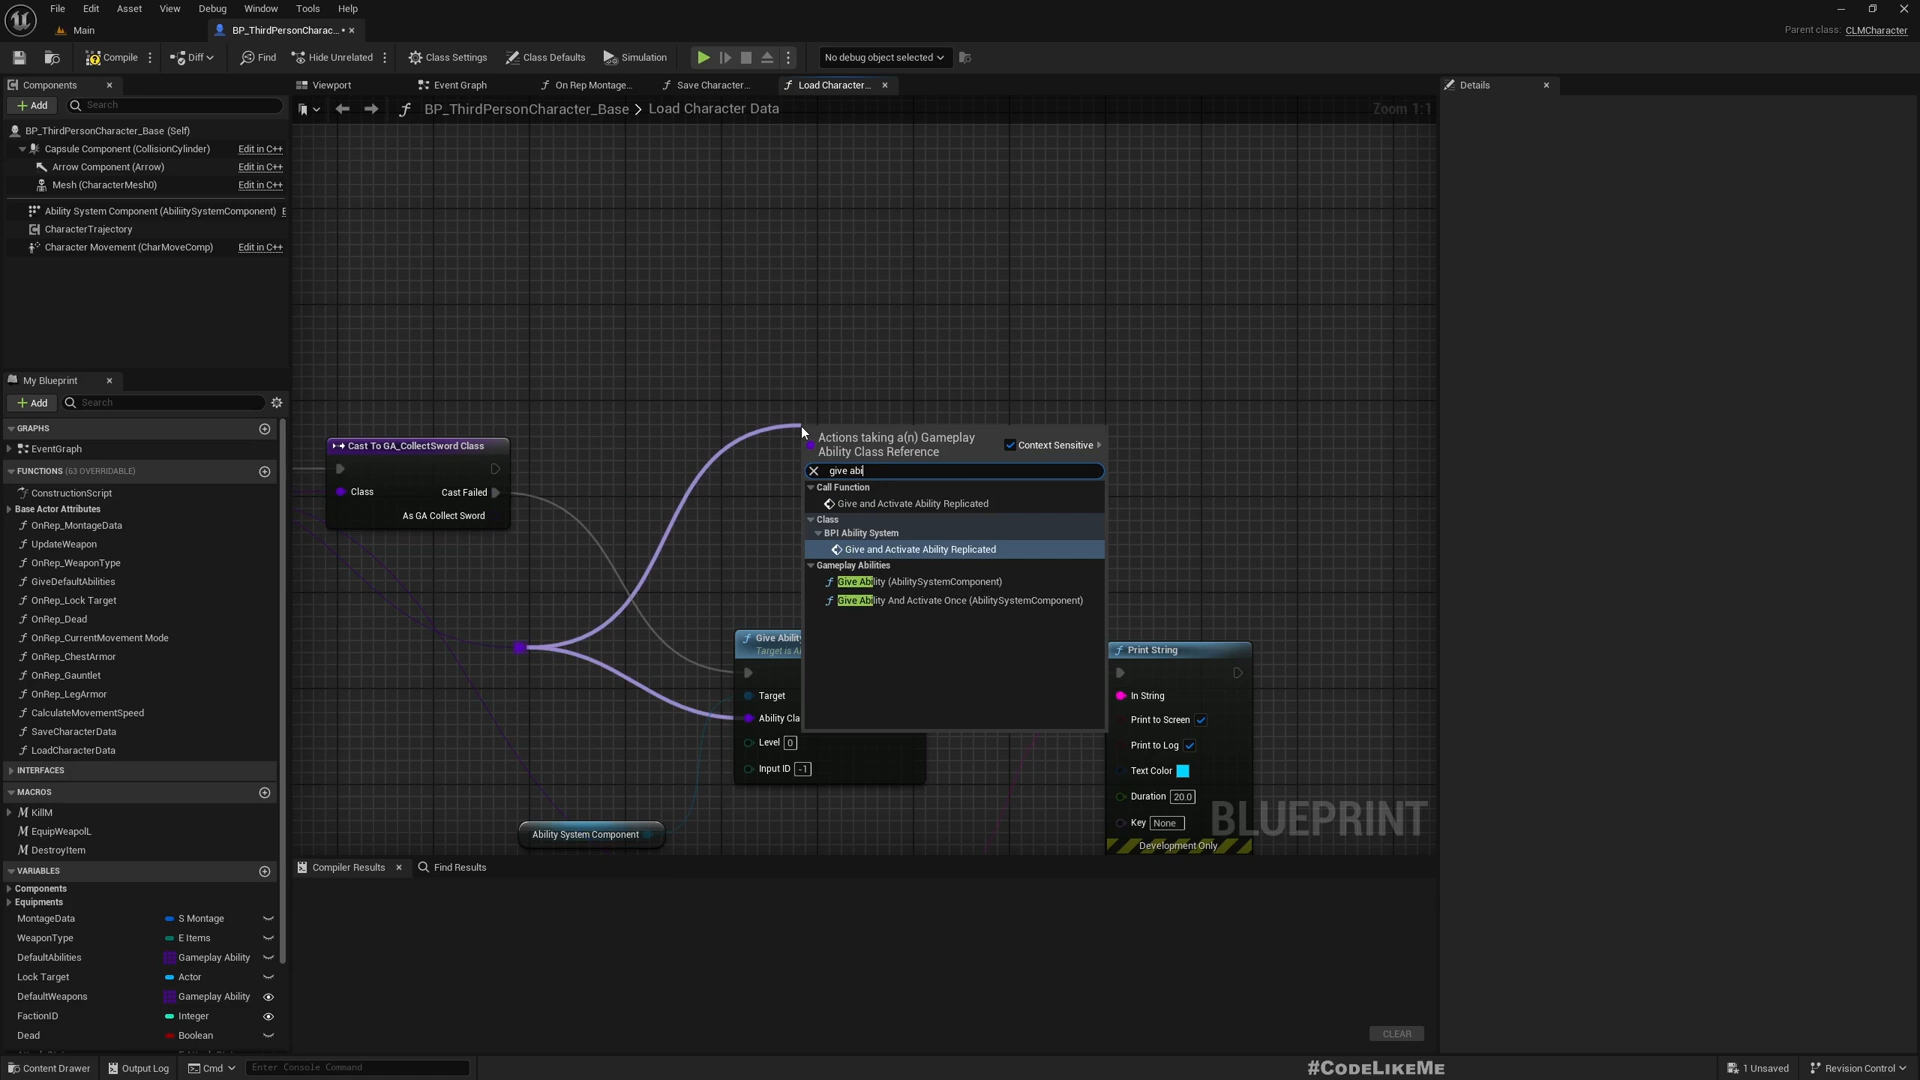 File Edit Asset View Debug Window Tools Help
Main
BP_ThirdPersonCharac...
Parent class: CLMCharacter
Compile Diff Find Hide Unrelated Class Settings Class Defaults Simulation No debug object selected
Components
Add Search
BP_ThirdPersonCharacter_Base (Self)
Capsule Component (CollisionCylinder) Edit in C++
Arrow Component (Arrow) Edit in C++
Mesh (CharacterMesh0) Edit in C++
Ability System Component (AbiliitySystemComponent) E
CharacterTrajectory
Character Movement (CharMoveComp) Edit in C++
My Blueprint
Add Search
GRAPHS
EventGraph
FUNCTIONS (63 OVERRIDABLE)
ConstructionScript
Base Actor Attributes
OnRep_MontageData
UpdateWeapon
OnRep_WeaponType
GiveDefaultAbilities
OnRep_Lock Target
OnRep_Dead
OnRep_CurrentMovement Mode
OnRep_ChestArmor
OnRep_Gauntlet
OnRep_LegArmor
CalculateMovementSpeed
SaveCharacterData
LoadCharacterData
INTERFACES
MACROS
KillM
EquipWeapolL
DestroyItem
VARIABLES
Components
Equipments
MontageData S Montage
WeaponType E Items
DefaultAbilities Gameplay Ability
Lock Target Actor
DefaultWeapons Gameplay Ability
FactionID Integer
Dead Boolean
Viewport Event Graph On Rep Montage... Save Character... Load Character...
BP_ThirdPersonCharacter_Base > Load Character Data
Zoom 1:1
Cast To GA_CollectSword Class
Class
Cast Failed
As GA Collect Sword
Actions taking a(n) Gameplay
Ability Class Reference
Context Sensitive
give abi
Call Function
Give and Activate Ability Replicated
Class
BPI Ability System
Give and Activate Ability Replicated
Gameplay Abilities
Give Ability (AbilitySystemComponent)
Give Ability And Activate Once (AbilitySystemComponent)
Give Ability
Target is A
Target
Ability Cla
Level 0
Input ID -1
Ability System Component
Print String
In String
Print to Screen
Print to Log
Text Color
Duration 20.0
Key None
Development Only
BLUEPRINT
Compiler Results Find Results
CLEAR
Details
Content Drawer Output Log Cmd Enter Console Command
#CodeLikeMe
1 Unsaved Revision Control